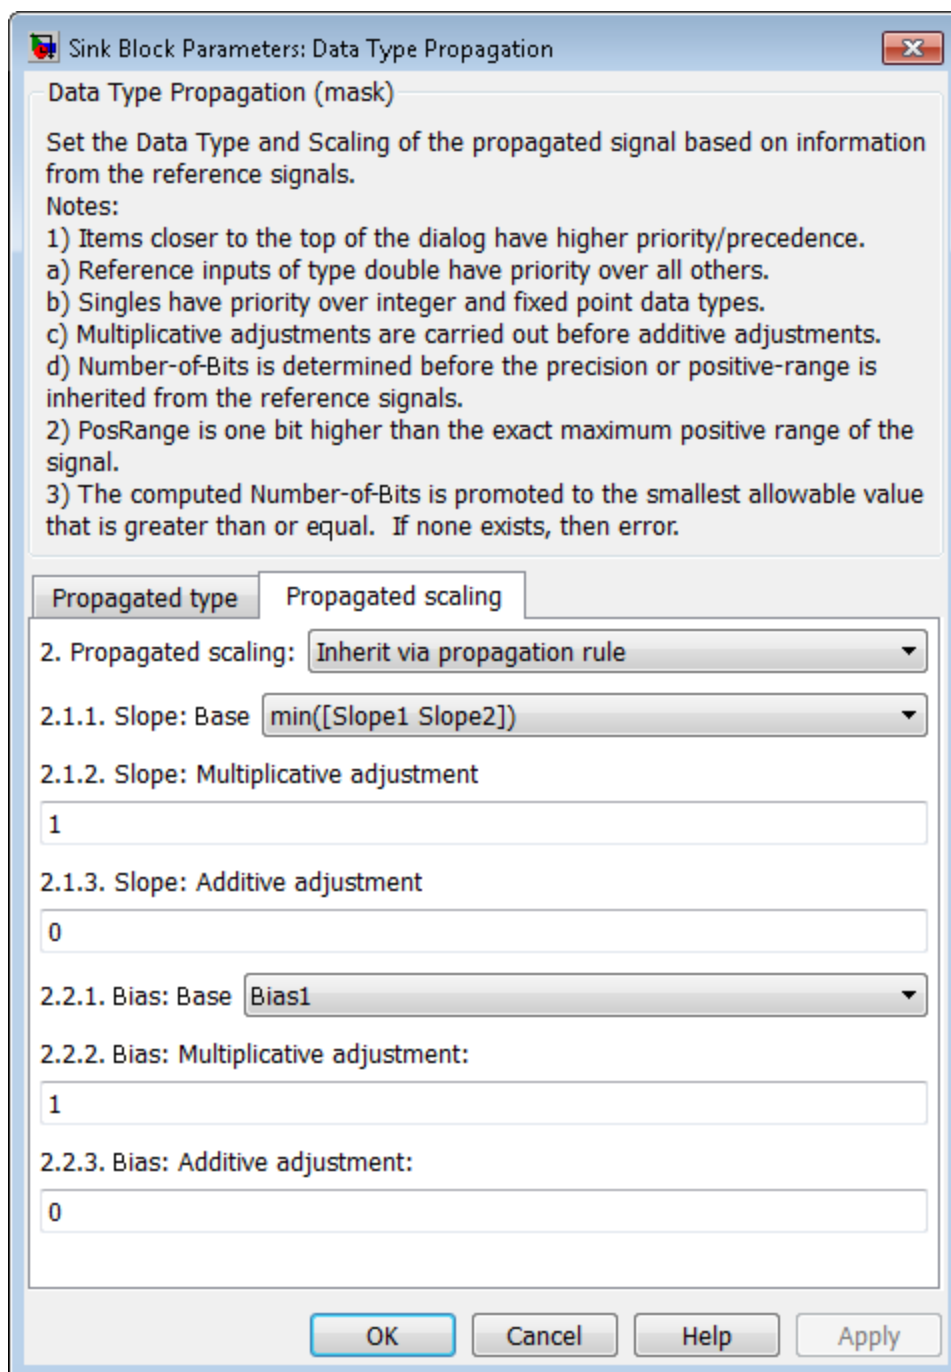 Sink Block Parameters: Data Type Propagation
Data Type Propagation (mask)
Set the Data Type and Scaling of the propagated signal based on information
from the reference signals.
Notes:
1) Items closer to the top of the dialog have higher priority/precedence.
a) Reference inputs of type double have priority over all others.
b) Singles have priority over integer and fixed point data types.
c) Multiplicative adjustments are carried out before additive adjustments.
d) Number-of-Bits is determined before the precision or positive-range is
inherited from the reference signals.
2) PosRange is one bit higher than the exact maximum positive range of the
signal.
3) The computed Number-of-Bits is promoted to the smallest allowable value
that is greater than or equal.  If none exists, then error.
Propagated type Propagated scaling
2. Propagated scaling: Inherit via propagation rule
2.1.1. Slope: Base min([Slope1 Slope2])
2.1.2. Slope: Multiplicative adjustment
1
2.1.3. Slope: Additive adjustment
0
2.2.1. Bias: Base Bias1
2.2.2. Bias: Multiplicative adjustment:
1
2.2.3. Bias: Additive adjustment:
0
OK Cancel Help Apply